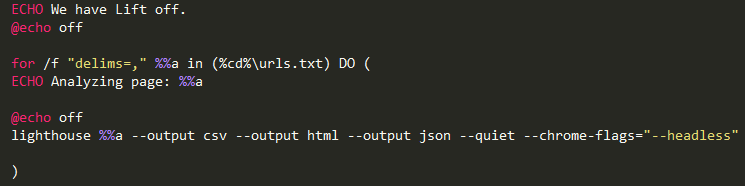 ECHO We have Lift off.
@echo off
for /f "delims=," %%a in (%cd%\urls.txt) DO (
ECHO Analyzing page: %%a
@echo off
lighthouse %%a --output csv --output html --output json --quiet --chrome-flags="--headless"
)